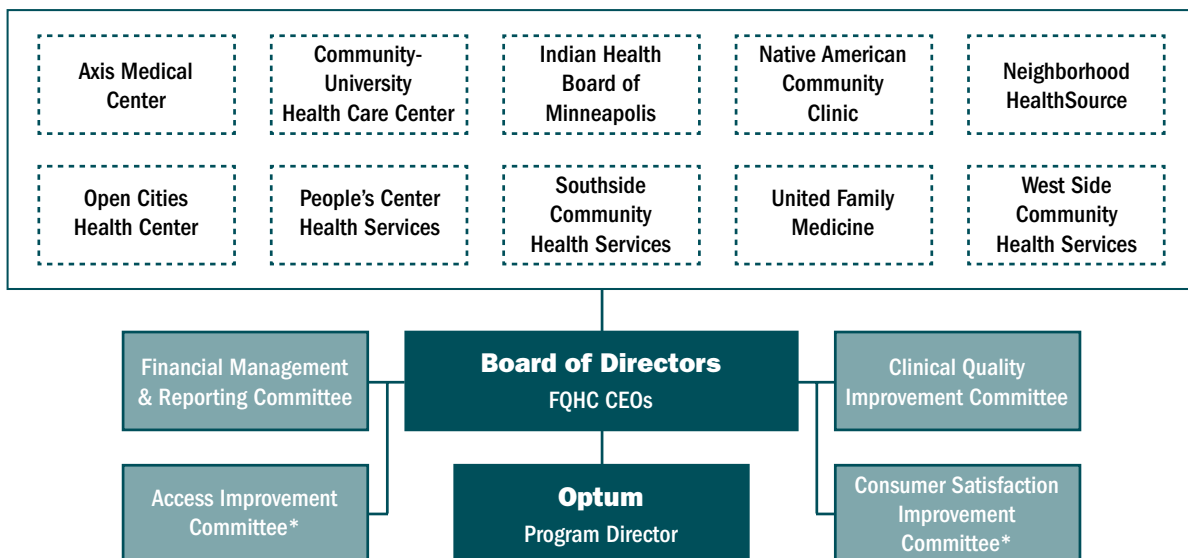 Axis Medical
Center
Community-
University
Health Care Center
Indian Health
Board of
Minneapolis
Native American
Community
Clinic
Neighborhood
HealthSource
Open Cities
Health Center
People's Center
Health Services
Southside
Community
Health Services
United Family
Medicine
West Side
Community
Health Services
Financial Management
& Reporting Committee
Board of Directors
FQHC CEOs
Clinical Quality
Improvement Committee
Access Improvement
Committee*
Optum
Program Director
Consumer Satisfaction
Improvement
Committee*